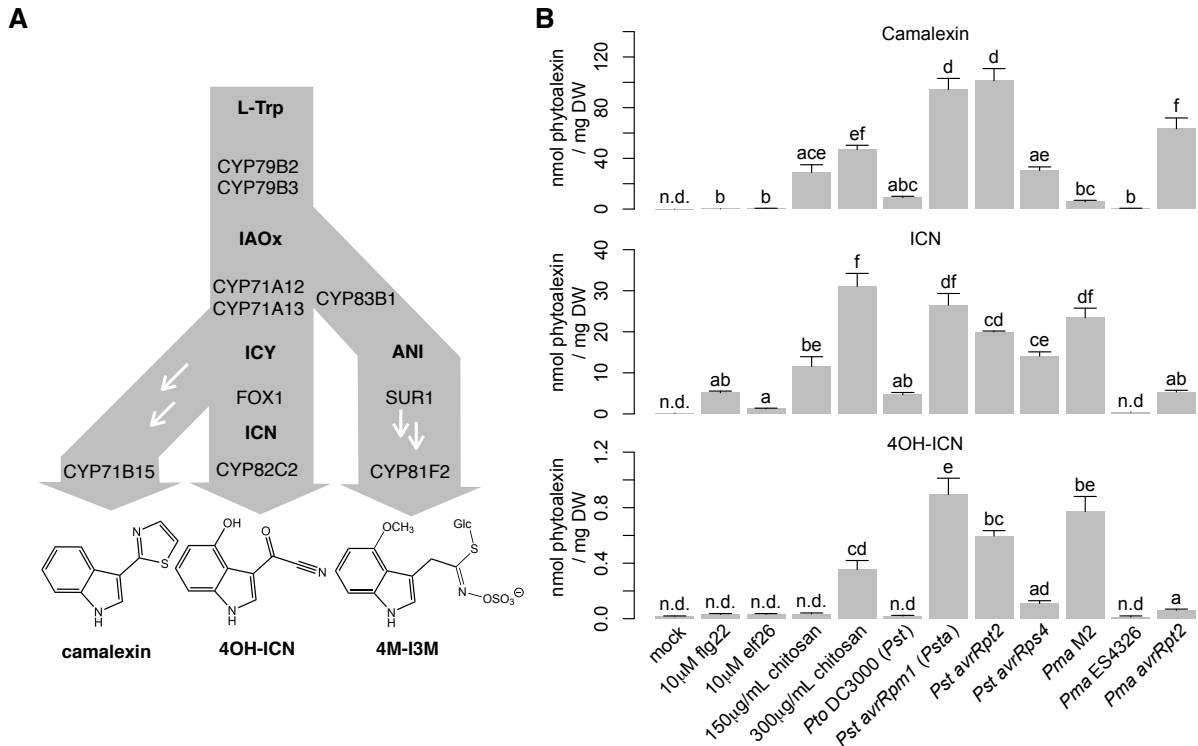 A
L-Trp
CYP79B2
CYP79B3
IAOx
CYP71A12
CYP71A13
CYP83B1
ICY
ANI
FOX1
SUR1
ICN
CYP71B15
CYP82C2
CYP81F2
N
S
N
H
OH
O
N
N
H
OCH3
Glc
S
N
OSO3⊖
N
H
camalexin
4OH-ICN
4M-I3M
B
Camalexin
nmol phytoalexin
/ mg DW
120
80
40
0
n.d. b b ace ef abc d d ae bc b f
ICN
nmol phytoalexin
/ mg DW
40
30
20
10
0
n.d. ab a be f ab df cd ce df n.d. ab
4OH-ICN
nmol phytoalexin
/ mg DW
1.2
0.8
0.4
0.0
n.d. n.d. n.d. n.d. cd n.d e bc ad be n.d. a
mock
10μM flg22
10μM elf26
150μg/mL chitosan
300μg/mL chitosan
Pto DC3000 (Pst)
Pst avrRpm1 (Psta)
Pst avrRpt2
Pst avrRps4
Pma M2
Pma ES4326
Pma avrRpt2